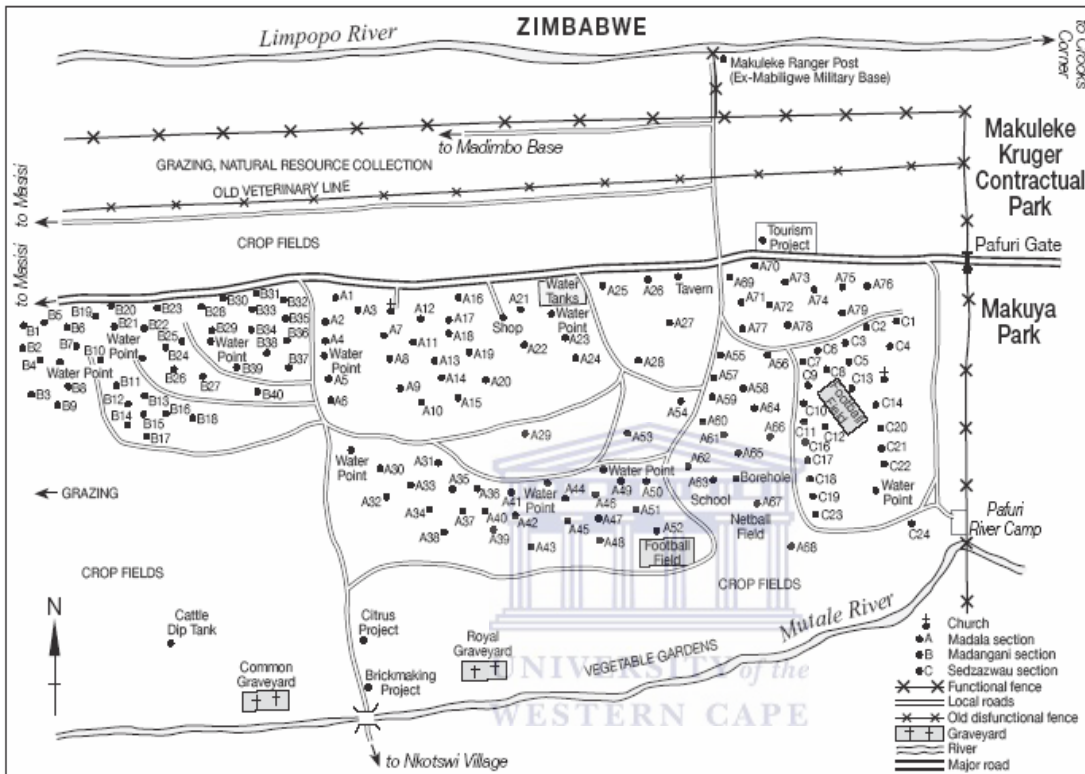 ZIMBABWE
Limpopo River
to Crooks
Corner
Makuleke Ranger Post
(Ex-Mabiligwe Military Base)
to Madimbo Base
GRAZING, NATURAL RESOURCE COLLECTION
OLD VETERINARY LINE
to Masisi
Makuleke
Kruger
Contractual
Park
CROP FIELDS
Tourism
Project
Pafuri Gate
to Masisi
Makuya
Park
B1
B2
B3
B4
B5
B6
B7
B8
B9
B10
B11
B12
B13
B14
B15
B16
B17
B18
B19
B20
B21
B22
B23
B24
B25
B26
B27
B28
B29
B30
B31
B32
B33
B34
B35
B36
B37
B38
B39
B40
Water
Point
Water
Point
Water
Point
A1
A2
A3
A4
Water
Point
A5
A6
A7
A8
A9
A10
A11
A12
A13
A14
A15
A16
A17
A18
A19
A20
A21
Shop
A22
Water
Tanks
Water
Point
A23
A24
A25
A26
Tavern
A27
A28
A29
Water
Point
A30
A31
A32
A33
A34
A35
A36
A37
A38
A39
A40
A41
Water
Point
A42
A43
A44
A45
A46
A47
A48
Water Point
A49
A50
A51
A52
Football
Field
A53
A54
A55
A56
A57
A58
A59
A60
A61
A62
A63
School
A64
A65
Borehole
A66
A67
Netball
Field
A68
A69
A70
A71
A72
A73
A74
A75
A76
A77
A78
A79
C1
C2
C3
C4
C5
C6
C7
C8
C9
C10
C11
C12
C13
Football
Field
C14
C16
C17
C18
C19
C20
C21
C22
Water
Point
C23
C24
Pafuri
River Camp
GRAZING
CROP FIELDS
CROP FIELDS
N
Cattle
Dip Tank
Common
Graveyard
Citrus
Project
Brickmaking
Project
Royal
Graveyard
VEGETABLE GARDENS
Mutale River
to Nkotswi Village
UNIVERSITY of the
WESTERN CAPE
Church
A Madala section
B Madangani section
C Sedzazwau section
Functional fence
Local roads
Old disfunctional fence
Graveyard
River
Major road